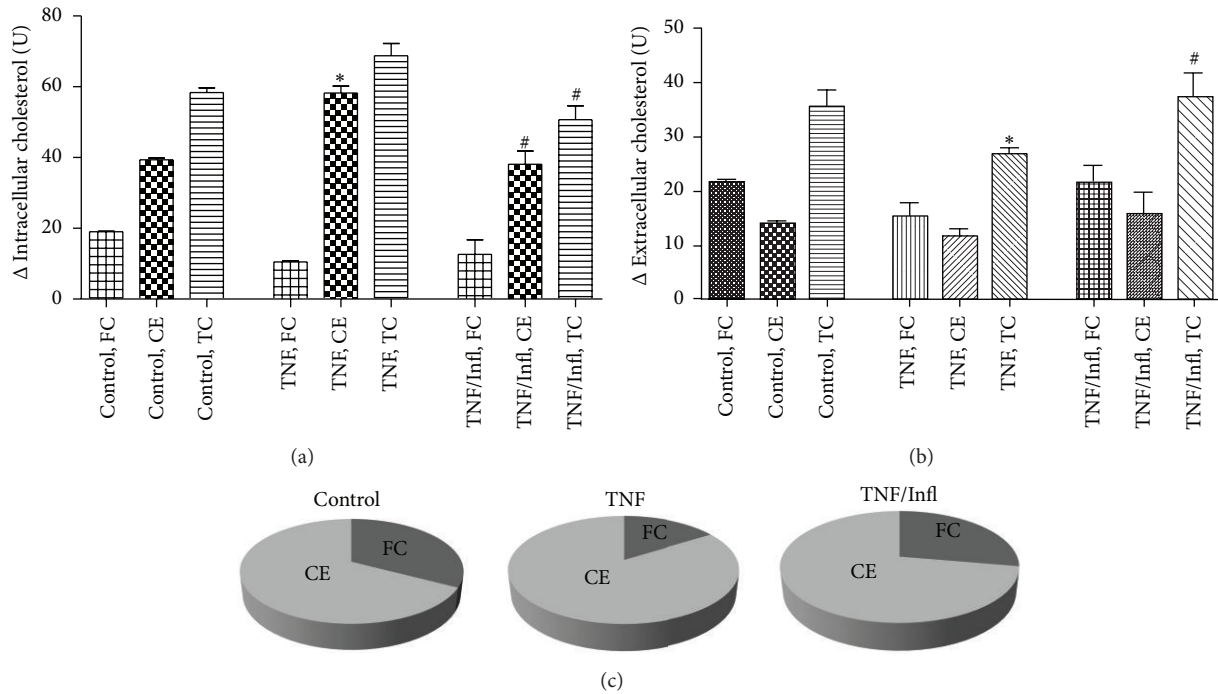 80
60
40
20
0
Δ Intracellular cholesterol (U)
*
#
#
Control, FC
Control, CE
Control, TC
TNF, FC
TNF, CE
TNF, TC
TNF/Infl, FC
TNF/Infl, CE
TNF/Infl, TC
(a)
50
40
30
20
10
0
Δ Extracellular cholesterol (U)
*
#
Control, FC
Control, CE
Control, TC
TNF, FC
TNF, CE
TNF, TC
TNF/Infl, FC
TNF/Infl, CE
TNF/Infl, TC
(b)
Control
FC
CE
TNF
FC
CE
TNF/Infl
FC
CE
(c)